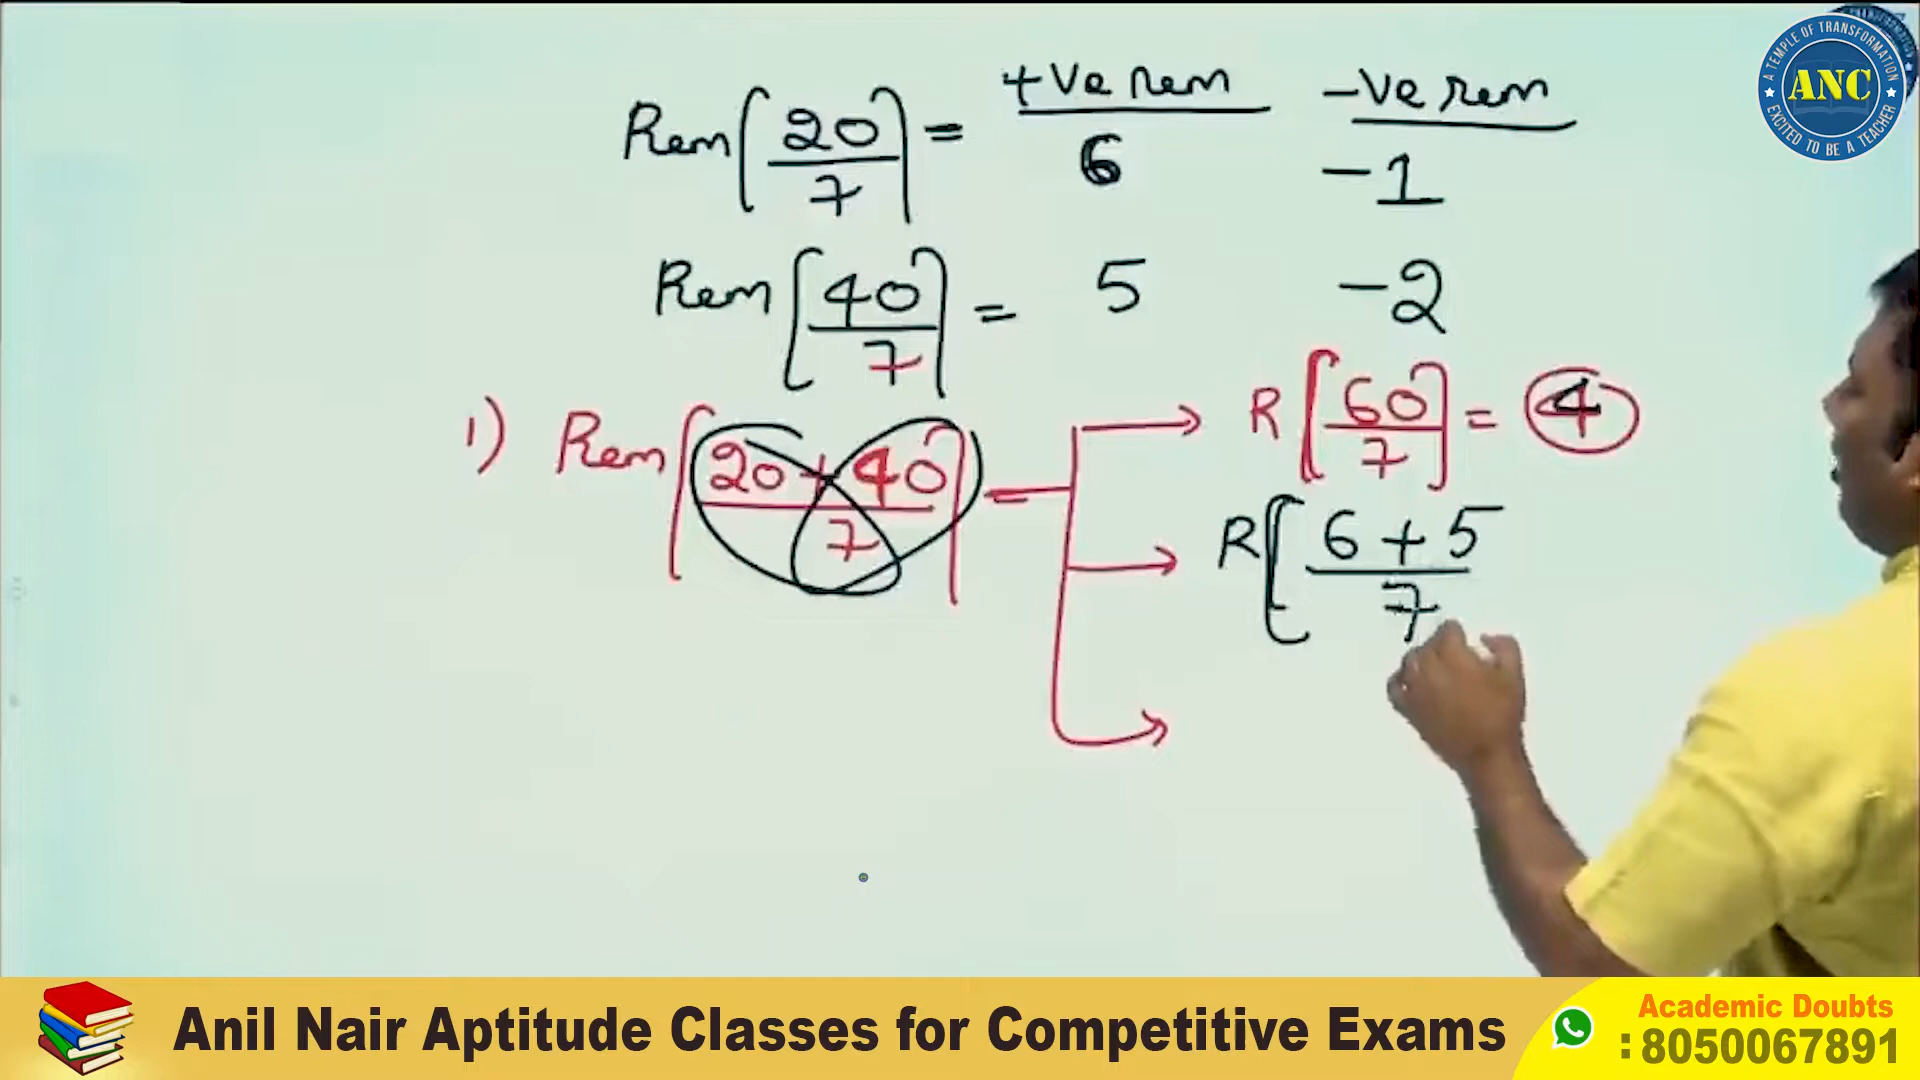 +ve rem -ve rem
Rem[20/7] = 6 -1
Rem[40/7] = 5 -2
1) Rem[20+40/7] = R[60/7] = 4
R[6+5/7
A TEMPLE OF TRANSFORMATION
ANC
EXCITED TO BE A TEACHER
Anil Nair Aptitude Classes for Competitive Exams
Academic Doubts
:8050067891